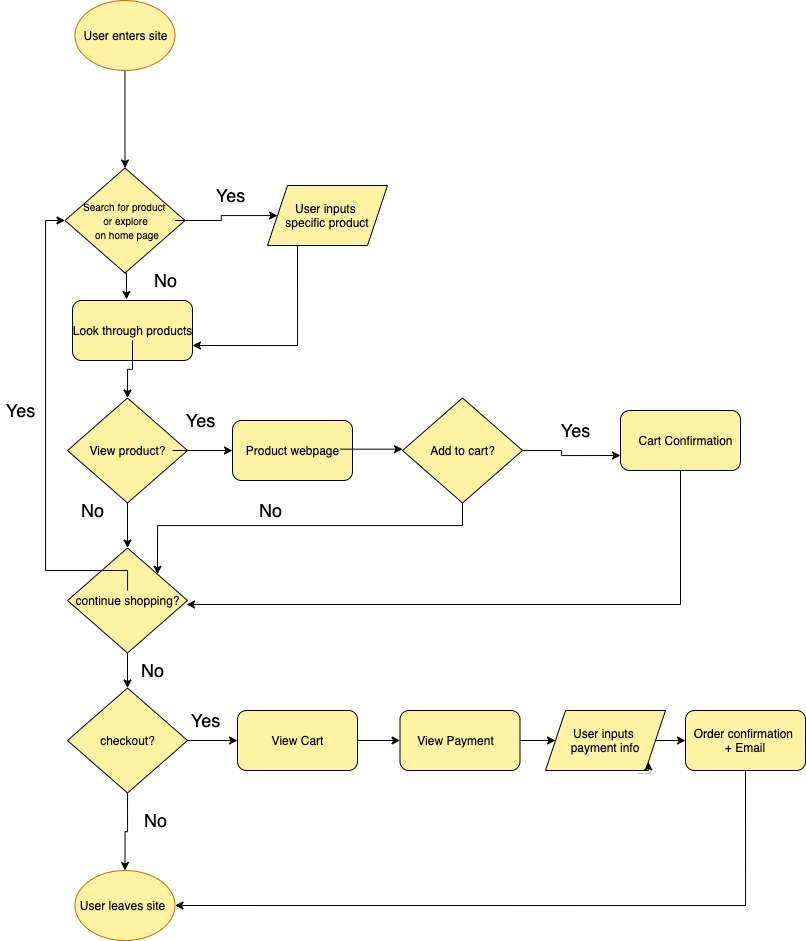 User enters site
Search for product
or explore
on home page
Yes
User inputs
specific product
No
Look through products
Yes
View product?
Yes
Product webpage
Add to cart?
Yes
Cart Confirmation
No
No
continue shopping?
No
checkout?
Yes
View Cart
View Payment
User inputs
payment info
Order confirmation
+ Email
No
User leaves site